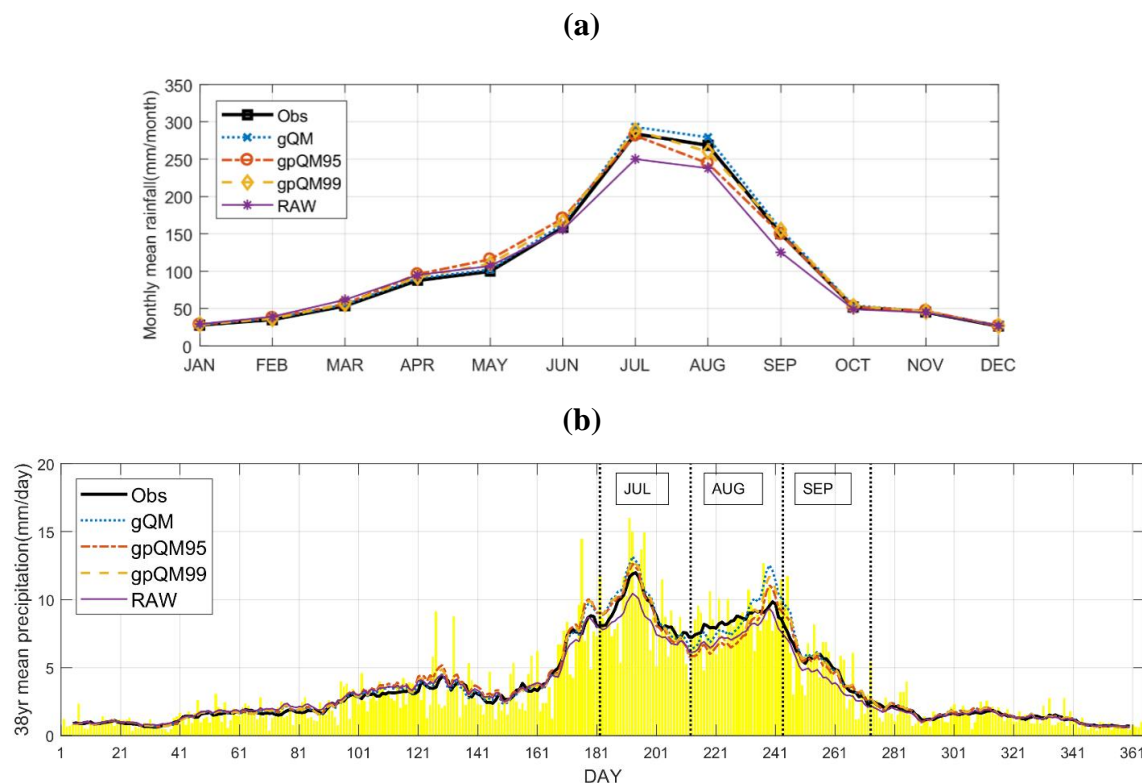 (a)
Monthly mean rainfall(mm/month)
350
300
250
200
150
100
50
0
Obs
gQM
gpQM95
gpQM99
RAW
JAN FEB MAR APR MAY JUN JUL AUG SEP OCT NOV DEC
(b)
38yr mean precipitation(mm/day)
20
15
10
5
0
Obs
gQM
gpQM95
gpQM99
RAW
JUL AUG SEP
1 21 41 61 81 101 121 141 161 181 201 221 241 261 281 301 321 341 361
DAY